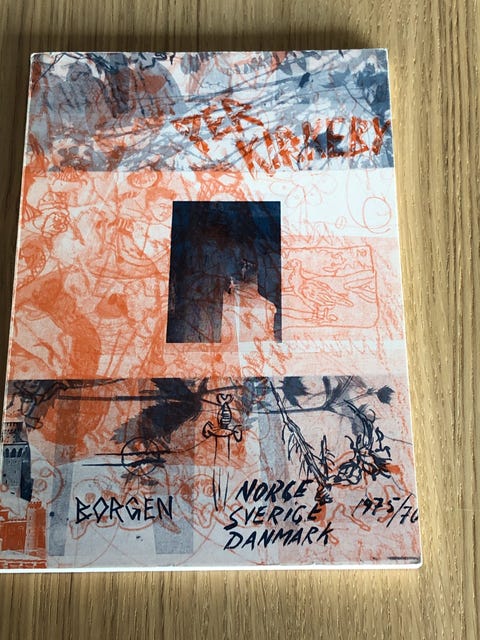 PER
KIRKEBY
BORGEN
NORGE
SVERIGE
DANMARK
1975/76